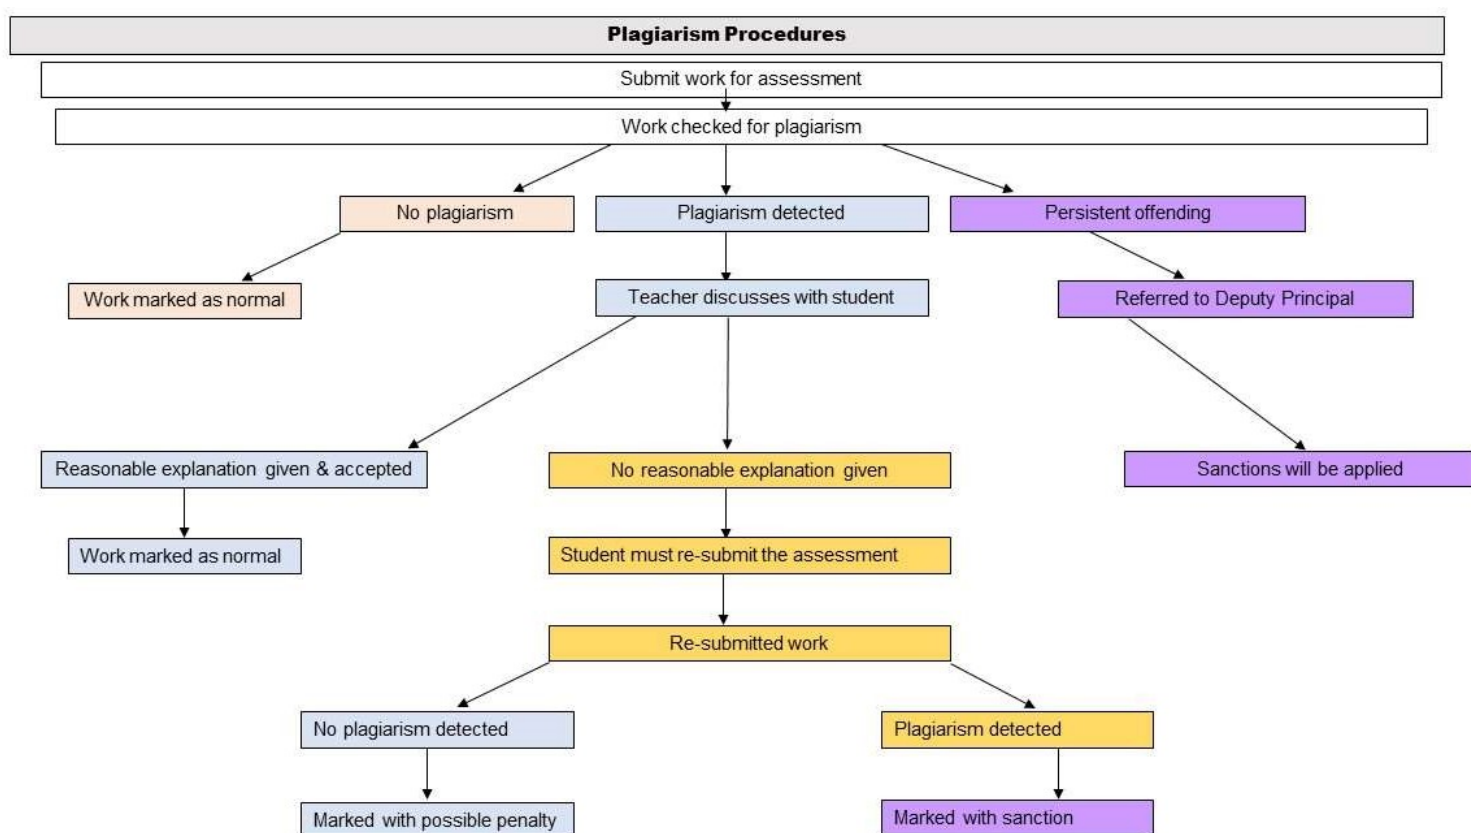 Plagiarism Procedures
Submit work for assessment
Work checked for plagiarism
No plagiarism
Plagiarism detected
Persistent offending
Work marked as normal
Teacher discusses with student
Referred to Deputy Principal
Reasonable explanation given & accepted
No reasonable explanation given
Sanctions will be applied
Work marked as normal
Student must re-submit the assessment
Re-submitted work
No plagiarism detected
Plagiarism detected
Marked with possible penalty
Marked with sanction